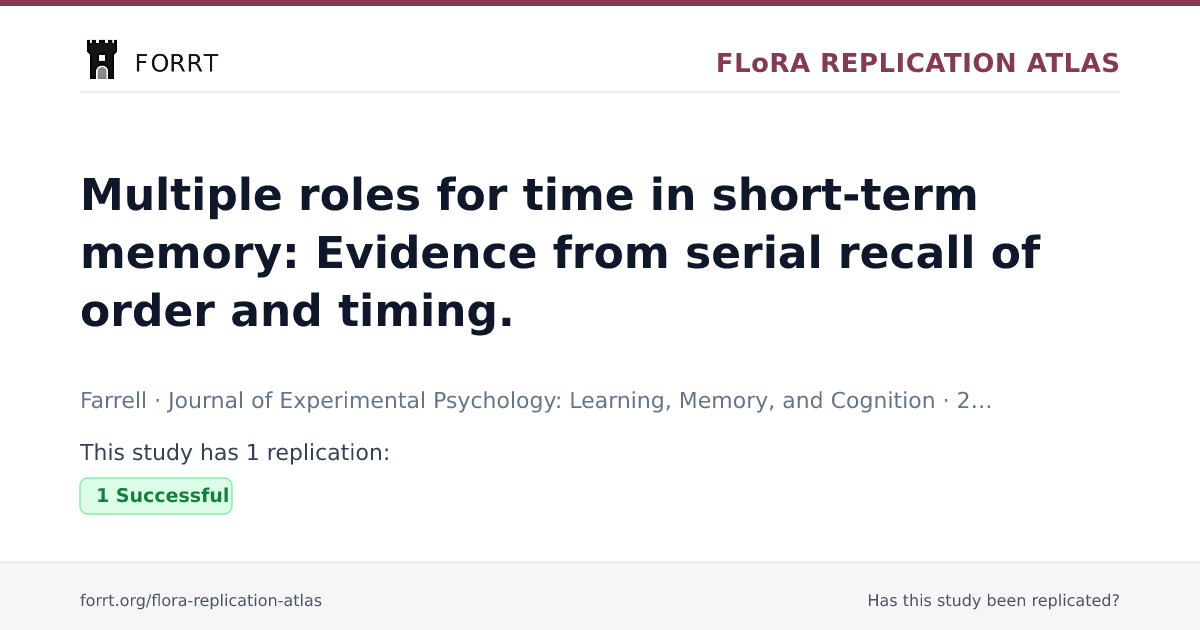 FORRT
FLoRA REPLICATION ATLAS
Multiple roles for time in short-term
memory: Evidence from serial recall of
order and timing.
Farrell · Journal of Experimental Psychology: Learning, Memory, and Cognition · 2…
This study has 1 replication:
1 Successful
forrt.org/flora-replication-atlas
Has this study been replicated?